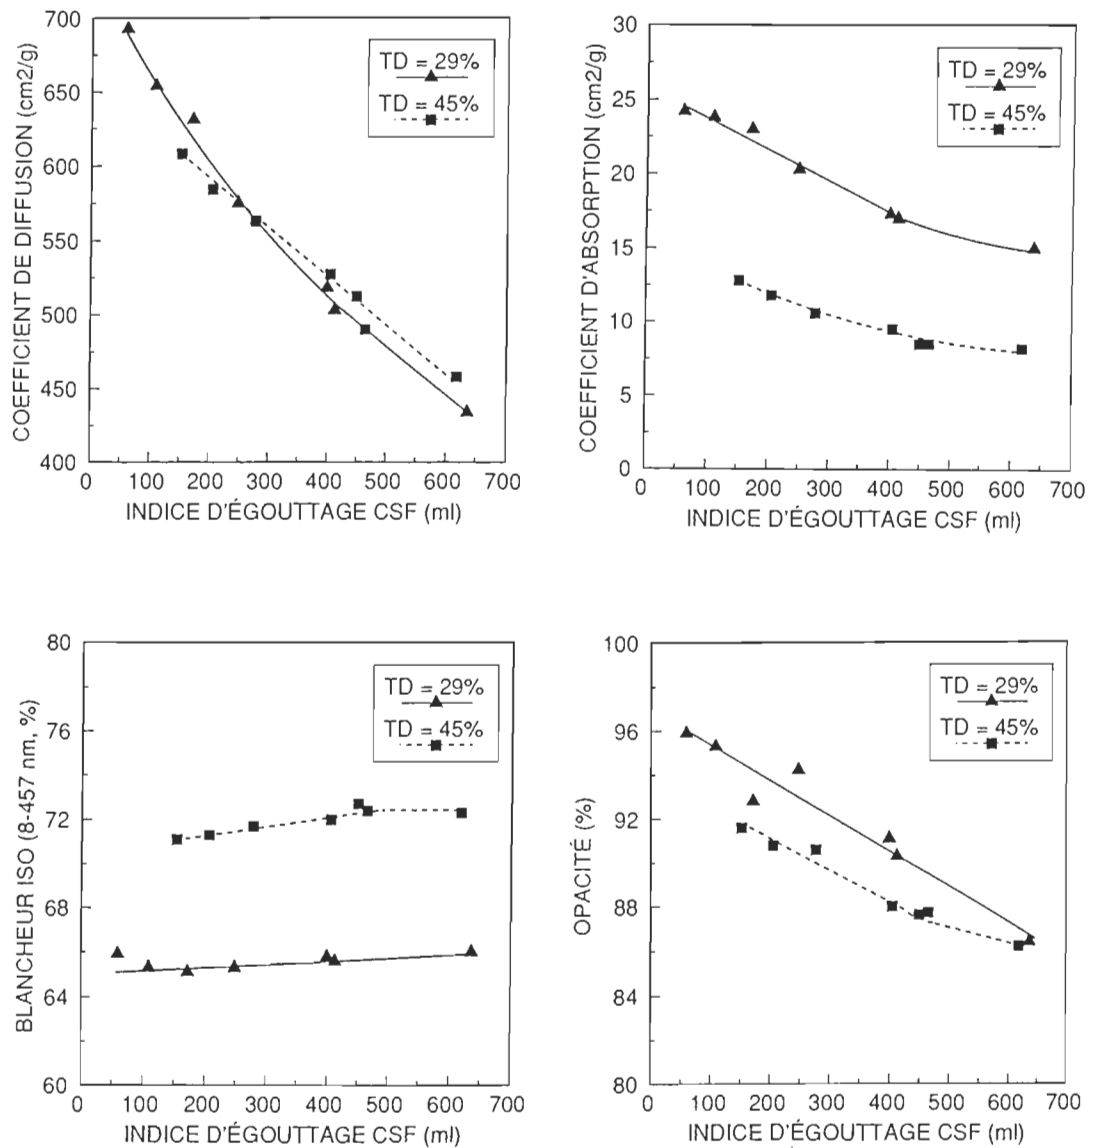 COEFFICIENT DE DIFFUSION (cm2/g)
700
650
600
550
500
450
400
TD = 29%
TD = 45%
0 100 200 300 400 500 600 700
INDICE D'ÉGOUTTAGE CSF (ml)
COEFFICIENT D'ABSORPTION (cm2/g)
30
25
20
15
10
5
0
TD = 29%
TD = 45%
0 100 200 300 400 500 600 700
INDICE D'ÉGOUTTAGE CSF (ml)
BLANCHEUR ISO (8-457 nm, %)
80
76
72
68
64
60
TD = 29%
TD = 45%
0 100 200 300 400 500 600 700
INDICE D'ÉGOUTTAGE CSF (ml)
OPACITÉ (%)
100
96
92
88
84
80
TD = 29%
TD = 45%
0 100 200 300 400 500 600 700
INDICE D'ÉGOUTTAGE CSF (ml)